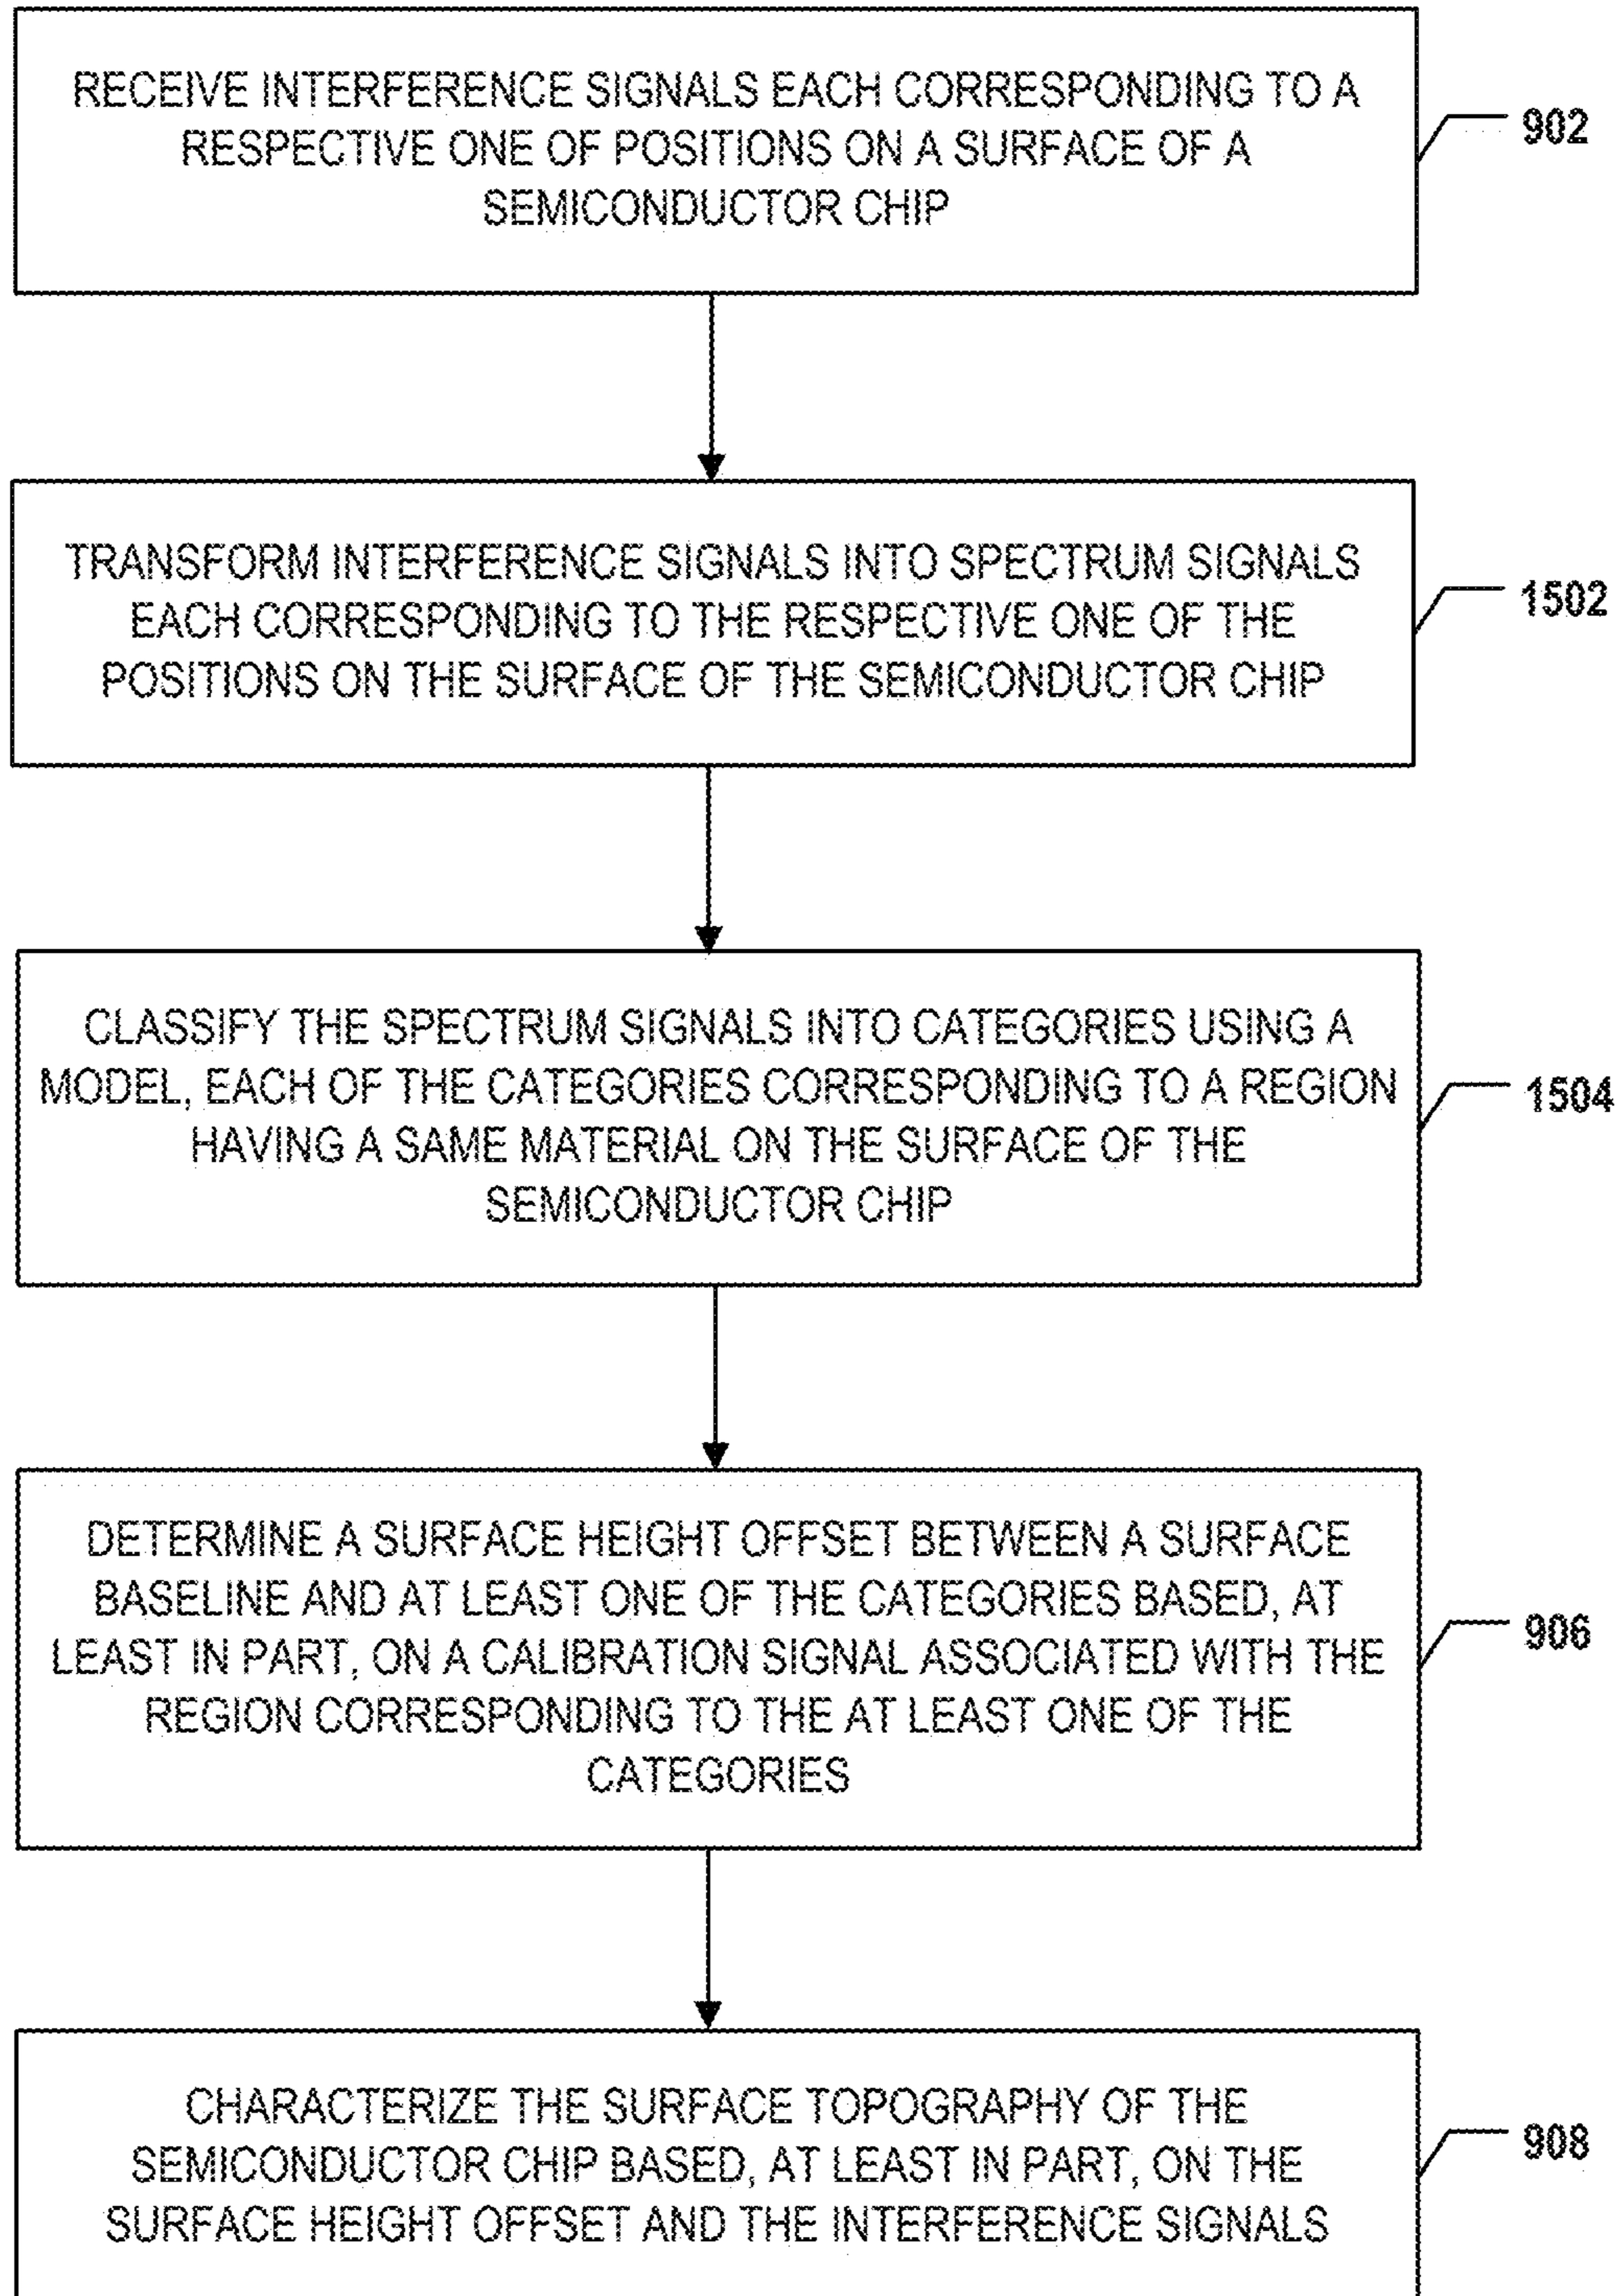 RECEIVE INTERFERENCE SIGNALS EACH CORRESPONDING TO A
RESPECTIVE ONE OF POSITIONS ON A SURFACE OF A
SEMICONDUCTOR CHIP
902
TRANSFORM INTERFERENCE SIGNALS INTO SPECTRUM SIGNALS
EACH CORRESPONDING TO THE RESPECTIVE ONE OF THE
POSITIONS ON THE SURFACE OF THE SEMICONDUCTOR CHIP
1502
CLASSIFY THE SPECTRUM SIGNALS INTO CATEGORIES USING A
MODEL, EACH OF THE CATEGORIES CORRESPONDING TO A REGION
HAVING A SAME MATERIAL ON THE SURFACE OF THE
SEMICONDUCTOR CHIP
1504
DETERMINE A SURFACE HEIGHT OFFSET BETWEEN A SURFACE
BASELINE AND AT LEAST ONE OF THE CATEGORIES BASED, AT
LEAST IN PART, ON A CALIBRATION SIGNAL ASSOCIATED WITH THE
REGION CORRESPONDING TO THE AT LEAST ONE OF THE
CATEGORIES
906
CHARACTERIZE THE SURFACE TOPOGRAPHY OF THE
SEMICONDUCTOR CHIP BASED, AT LEAST IN PART, ON THE
SURFACE HEIGHT OFFSET AND THE INTERFERENCE SIGNALS
908